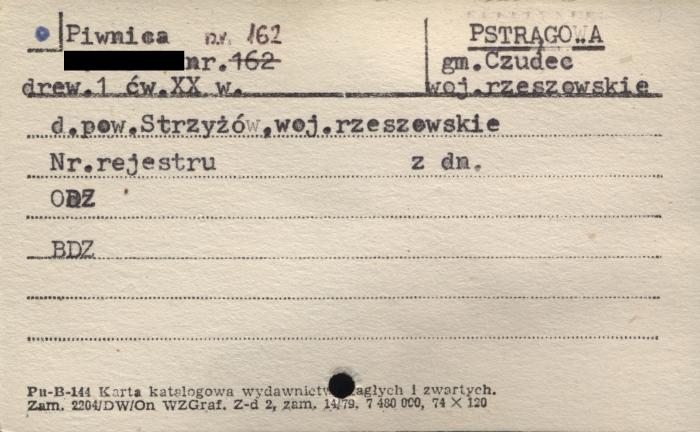 Piwnica nr 162
PSTRĄGOWA
nr.162
gm.Czudec
drew.1 ćw.XX w.
woj.rzeszowskie
d.pow.Strzyżów,woj.rzeszowskie
Nr.rejestru z dn.
BDZ
Pu-B-144 Karta katalogowa wydawnictw ciągłych i zwartych.
Zam. 2204/DW/On WZGraf. Z-d 2, zam. 14/79. 7 480 000, 74 × 120